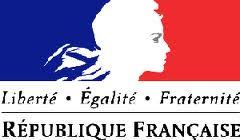 Liberté • Égalité • Fraternité
RÉPUBLIQUE FRANÇAISE